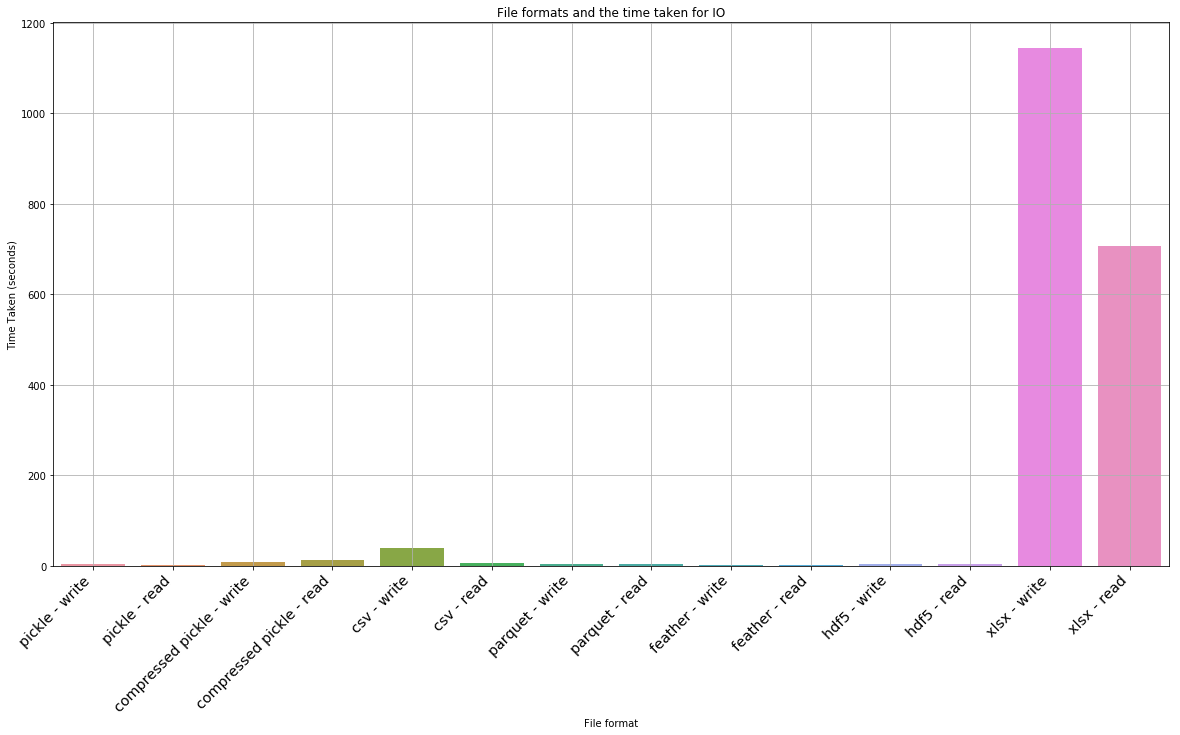 File formats and the time taken for IO
1200
1000
800
600
400
200
0
Time Taken (seconds)
pickle - write
pickle - read
compressed pickle - write
compressed pickle - read
csv - write
csv - read
parquet - write
parquet - read
feather - write
feather - read
hdf5 - write
hdf5 - read
xlsx - write
xlsx - read
File format